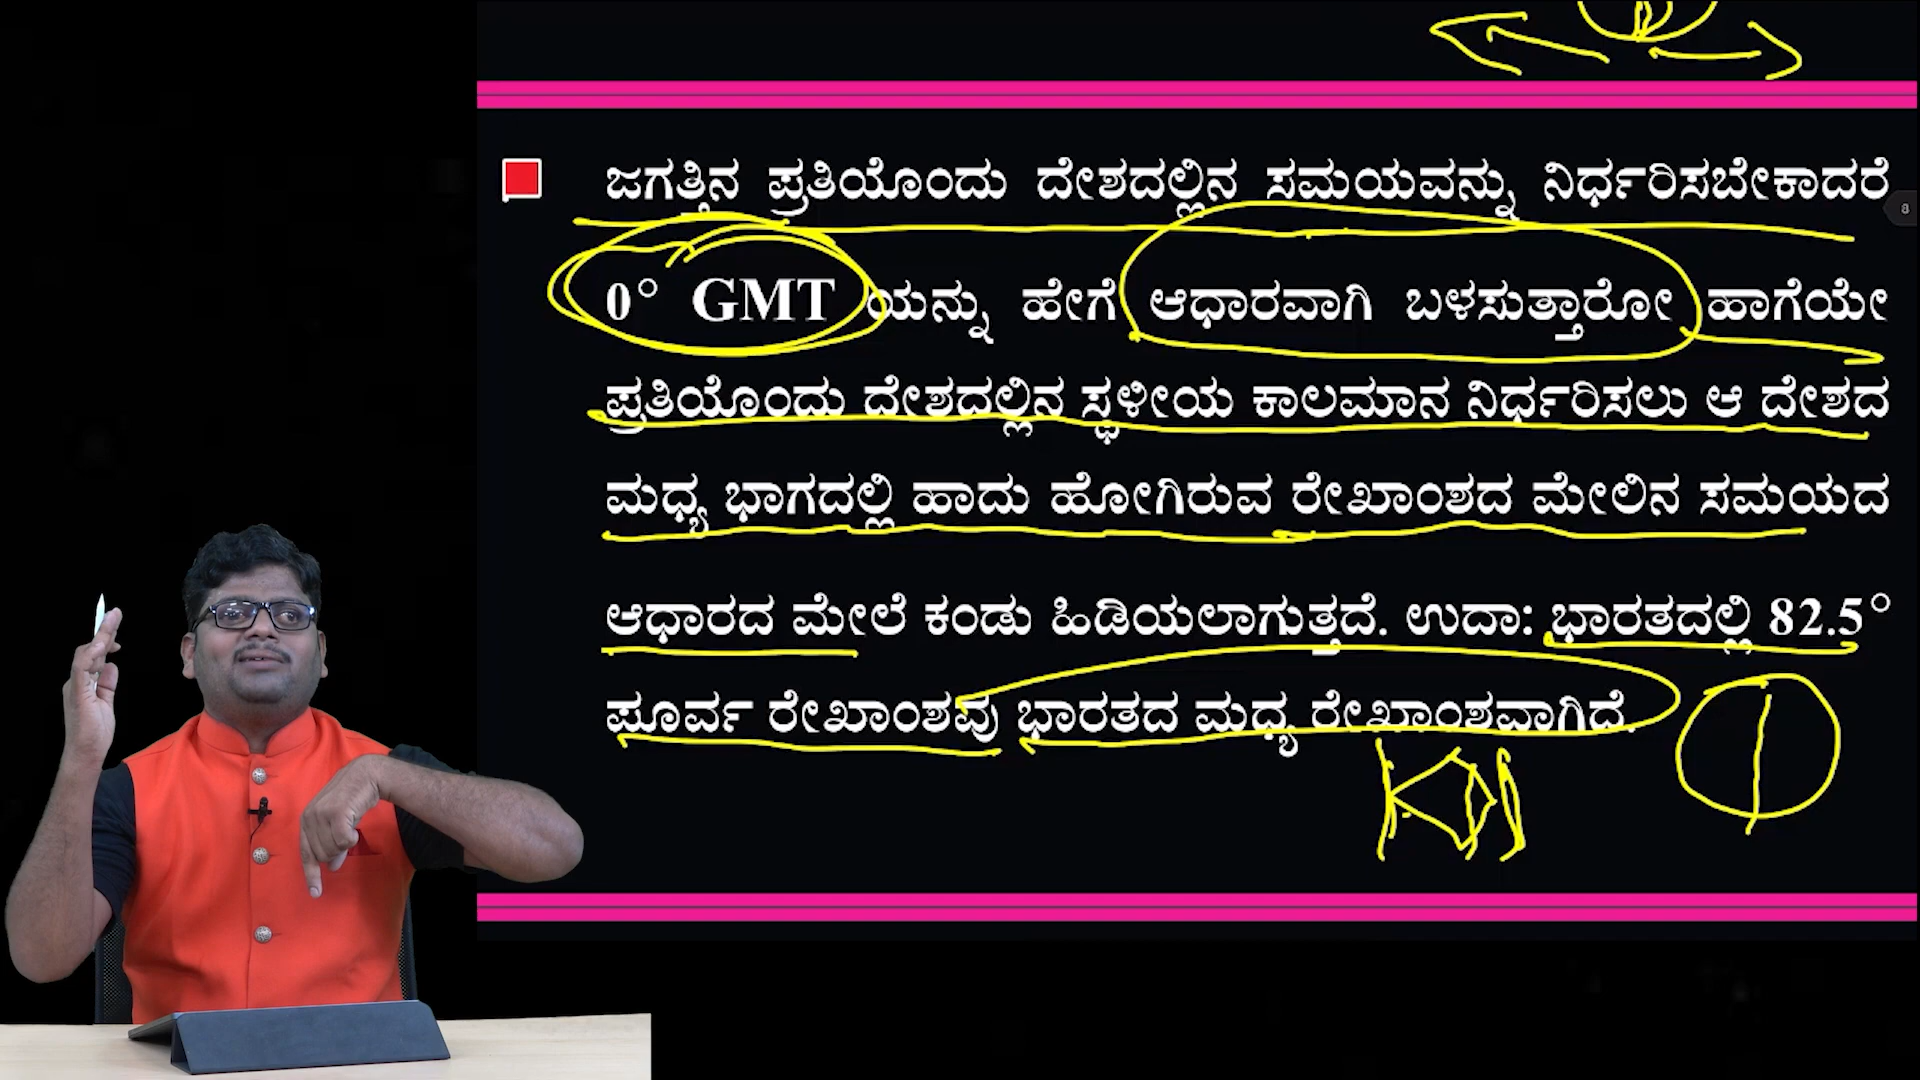 ಜಗತ್ತಿನ ಪ್ರತಿಯೊಂದು ದೇಶದಲ್ಲಿನ ಸಮಯವನ್ನು ನಿರ್ಧರಿಸಬೇಕಾದರೆ
0° GMT ಯನ್ನು ಹೇಗೆ ಆಧಾರವಾಗಿ ಬಳಸುತ್ತಾರೋ ಹಾಗೆಯೇ
ಪ್ರತಿಯೊಂದು ದೇಶದಲ್ಲಿನ ಸ್ಥಳೀಯ ಕಾಲಮಾನ ನಿರ್ಧರಿಸಲು ಆ ದೇಶದ
ಮಧ್ಯ ಭಾಗದಲ್ಲಿ ಹಾದು ಹೋಗಿರುವ ರೇಖಾಂಶದ ಮೇಲಿನ ಸಮಯದ
ಆಧಾರದ ಮೇಲೆ ಕಂಡು ಹಿಡಿಯಲಾಗುತ್ತದೆ. ಉದಾ: ಭಾರತದಲ್ಲಿ 82.5°
ಪೂರ್ವ ರೇಖಾಂಶವು ಭಾರತದ ಮಧ್ಯ ರೇಖಾಂಶವಾಗಿದೆ.
8